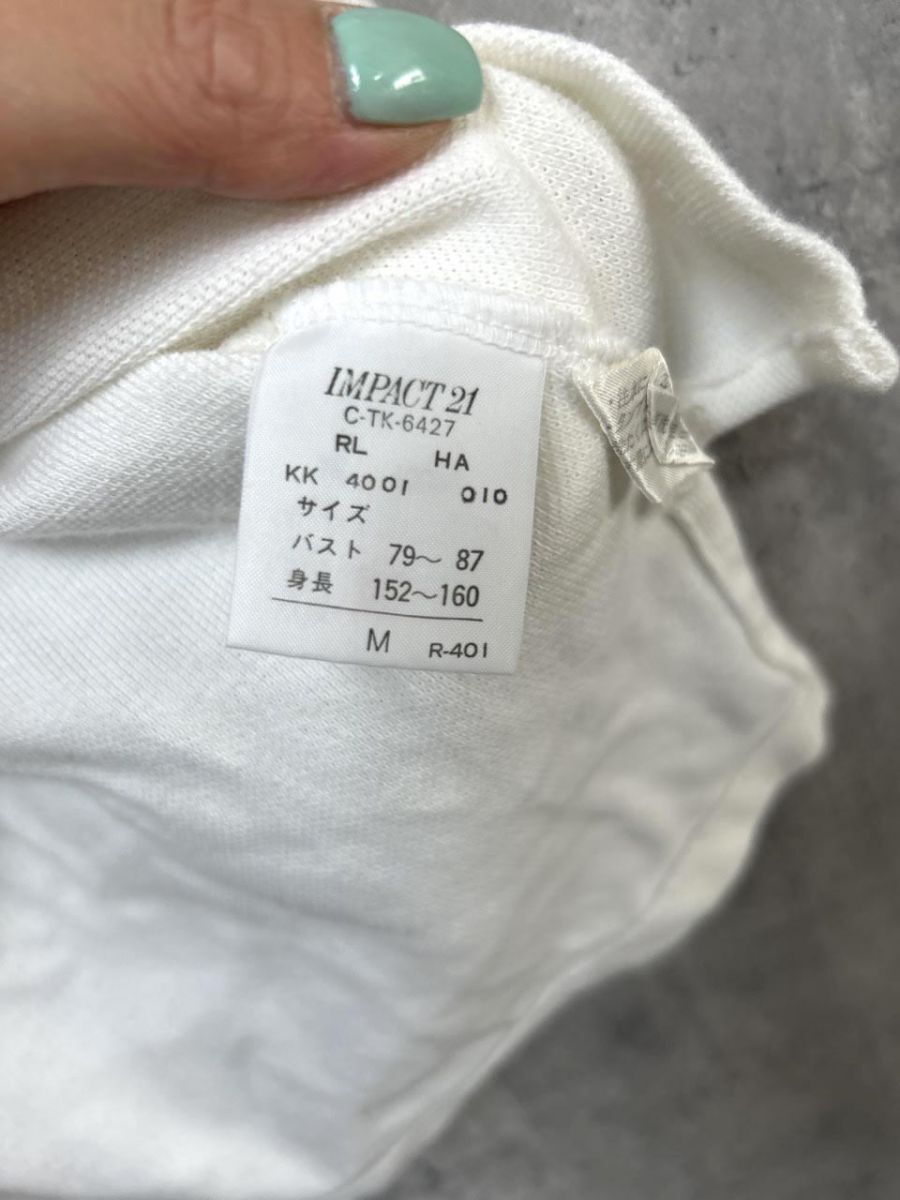 IMPACT 21
C-TK-6427
RL HA
KK 4001 010
サイズ
バスト 79～ 87
身長 152～160
M R-401